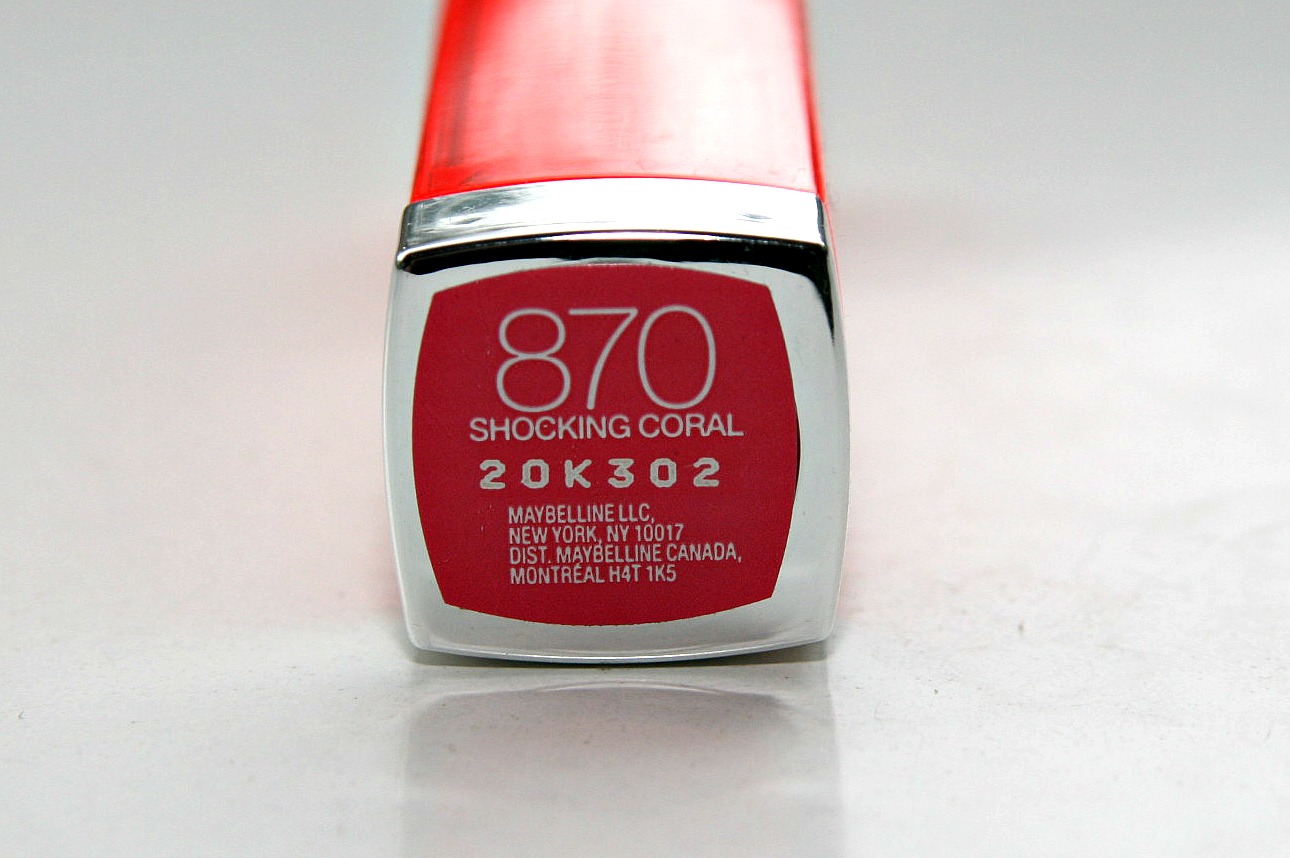 870
SHOCKING CORAL
20K302
MAYBELLINE LLC,
NEW YORK, NY 10017
DIST. MAYBELLINE CANADA,
MONTRÉAL H4T 1K5